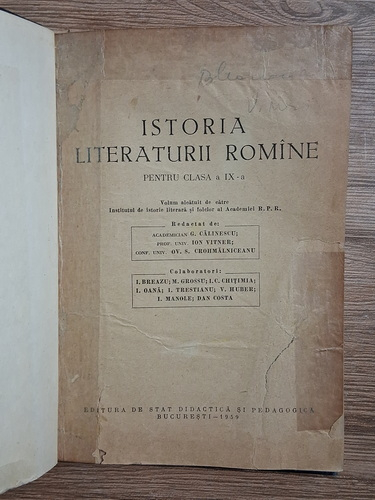 ISTORIA
LITERATURII ROMÎNE
PENTRU CLASA a IX-a
Volum alcătuit de către
Institutul de istorie literară și folclor al Academiei R. P. R.
Redactat de:
ACADEMICIAN G. CĂLINESCU;
PROF. UNIV. ION VITNER;
CONF. UNIV. OV. S. CROHMĂLNICEANU
Colaboratori:
I. BREAZU; M. GROSSU; I. C. CHIȚIMIA;
I. OANĂ; I. TRESTIANU; V. HUBER;
I. MANOLE; DAN COSTA
EDITURA DE STAT DIDACTICĂ ȘI PEDAGOGICĂ
BUCUREȘTI—1959